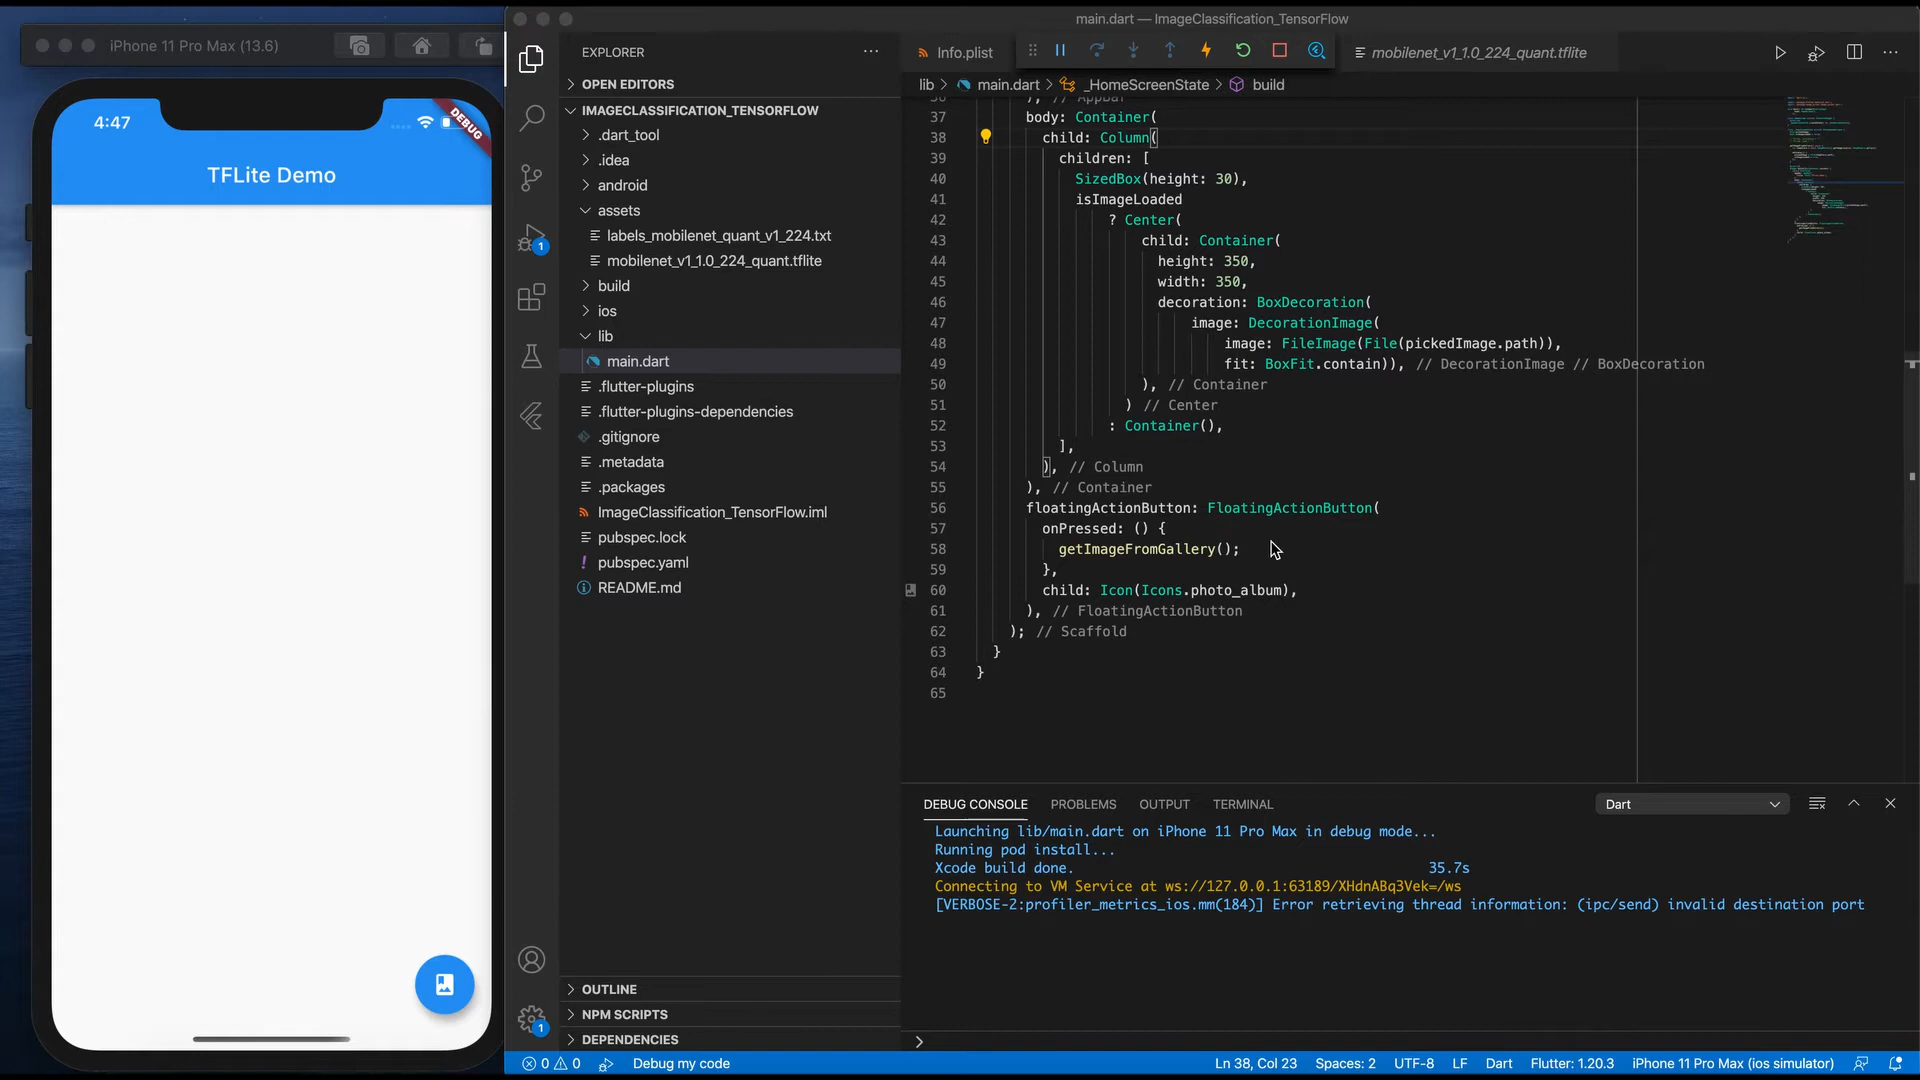 iPhone 11 Pro Max (13.6)
4:47
DEBUG
TFLite Demo
main.dart — ImageClassification_TensorFlow
EXPLORER
OPEN EDITORS
IMAGECLASSIFICATION_TENSORFLOW
.dart_tool
.idea
android
assets
labels_mobilenet_quant_v1_224.txt
mobilenet_v1_1.0_224_quant.tflite
build
ios
lib
main.dart
.flutter-plugins
.flutter-plugins-dependencies
.gitignore
.metadata
.packages
ImageClassification_TensorFlow.iml
pubspec.lock
pubspec.yaml
README.md
OUTLINE
NPM SCRIPTS
DEPENDENCIES
1
1
Info.plist
mobilenet_v1_1.0_224_quant.tflite
lib > main.dart > _HomeScreenState > build
36 ), // AppBar
37 body: Container(
38 child: Column(
39 children: [
40 SizedBox(height: 30),
41 isImageLoaded
42 ? Center(
43 child: Container(
44 height: 350,
45 width: 350,
46 decoration: BoxDecoration(
47 image: DecorationImage(
48 image: FileImage(File(pickedImage.path)),
49 fit: BoxFit.contain)), // DecorationImage // BoxDecoration
50 ), // Container
51 ) // Center
52 : Container(),
53 ],
54 ), // Column
55 ), // Container
56 floatingActionButton: FloatingActionButton(
57 onPressed: () {
58 getImageFromGallery();
59 },
60 child: Icon(Icons.photo_album),
61 ), // FloatingActionButton
62 ); // Scaffold
63 }
64 }
65
DEBUG CONSOLE PROBLEMS OUTPUT TERMINAL
Dart
Launching lib/main.dart on iPhone 11 Pro Max in debug mode...
Running pod install...
Xcode build done. 35.7s
Connecting to VM Service at ws://127.0.0.1:63189/XHdnABq3Vek=/ws
[VERBOSE-2:profiler_metrics_ios.mm(184)] Error retrieving thread information: (ipc/send) invalid destination port
0 0 Debug my code
Ln 38, Col 23 Spaces: 2 UTF-8 LF Dart Flutter: 1.20.3 iPhone 11 Pro Max (ios simulator)